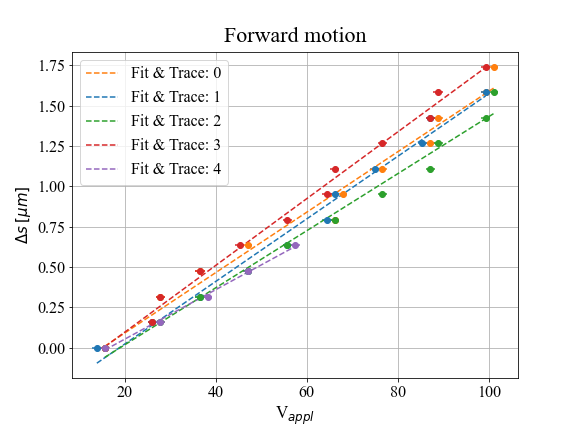 Forward motion
Δs [μm]
1.75
1.50
1.25
1.00
0.75
0.50
0.25
0.00
Fit & Trace: 0
Fit & Trace: 1
Fit & Trace: 2
Fit & Trace: 3
Fit & Trace: 4
20 40 60 80 100
V_appl